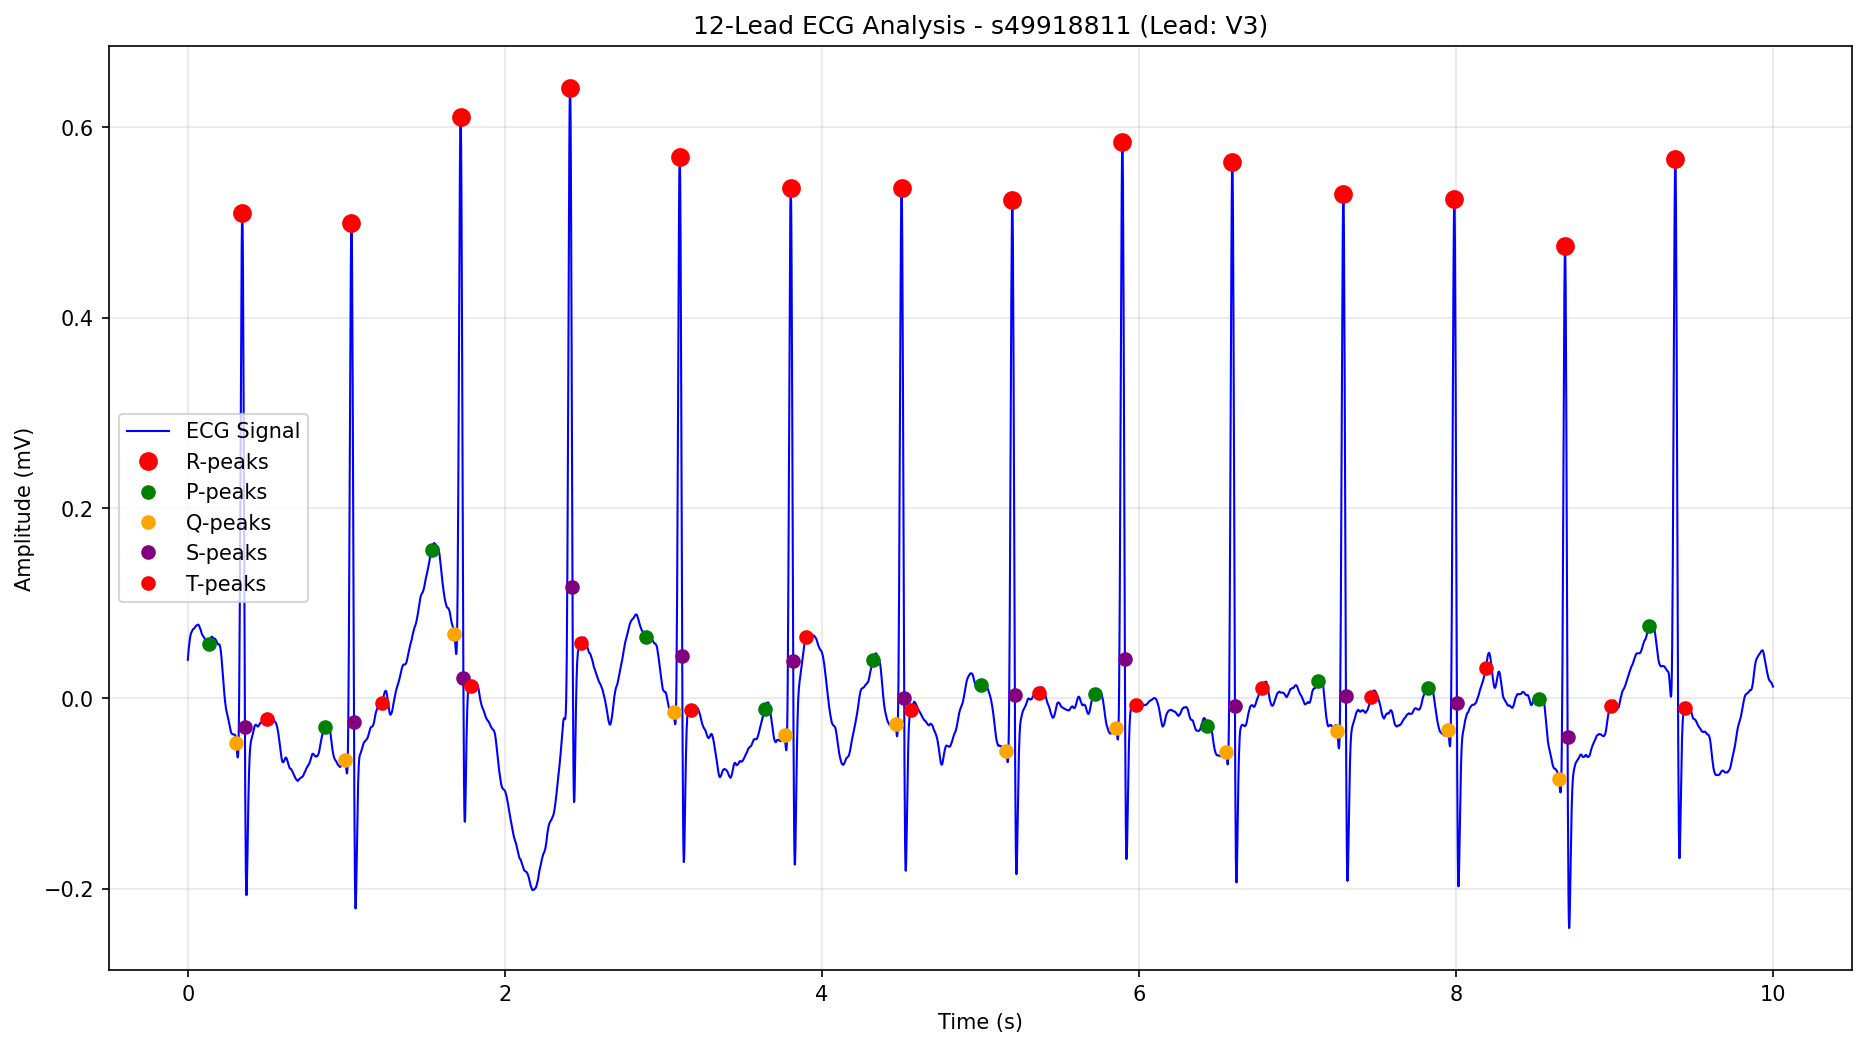 12-Lead ECG Analysis - s49918811 (Lead: V3)
Amplitude (mV)
0.6
0.4
0.2
0.0
−0.2
ECG Signal
R-peaks
P-peaks
Q-peaks
S-peaks
T-peaks
0 2 4 6 8 10
Time (s)